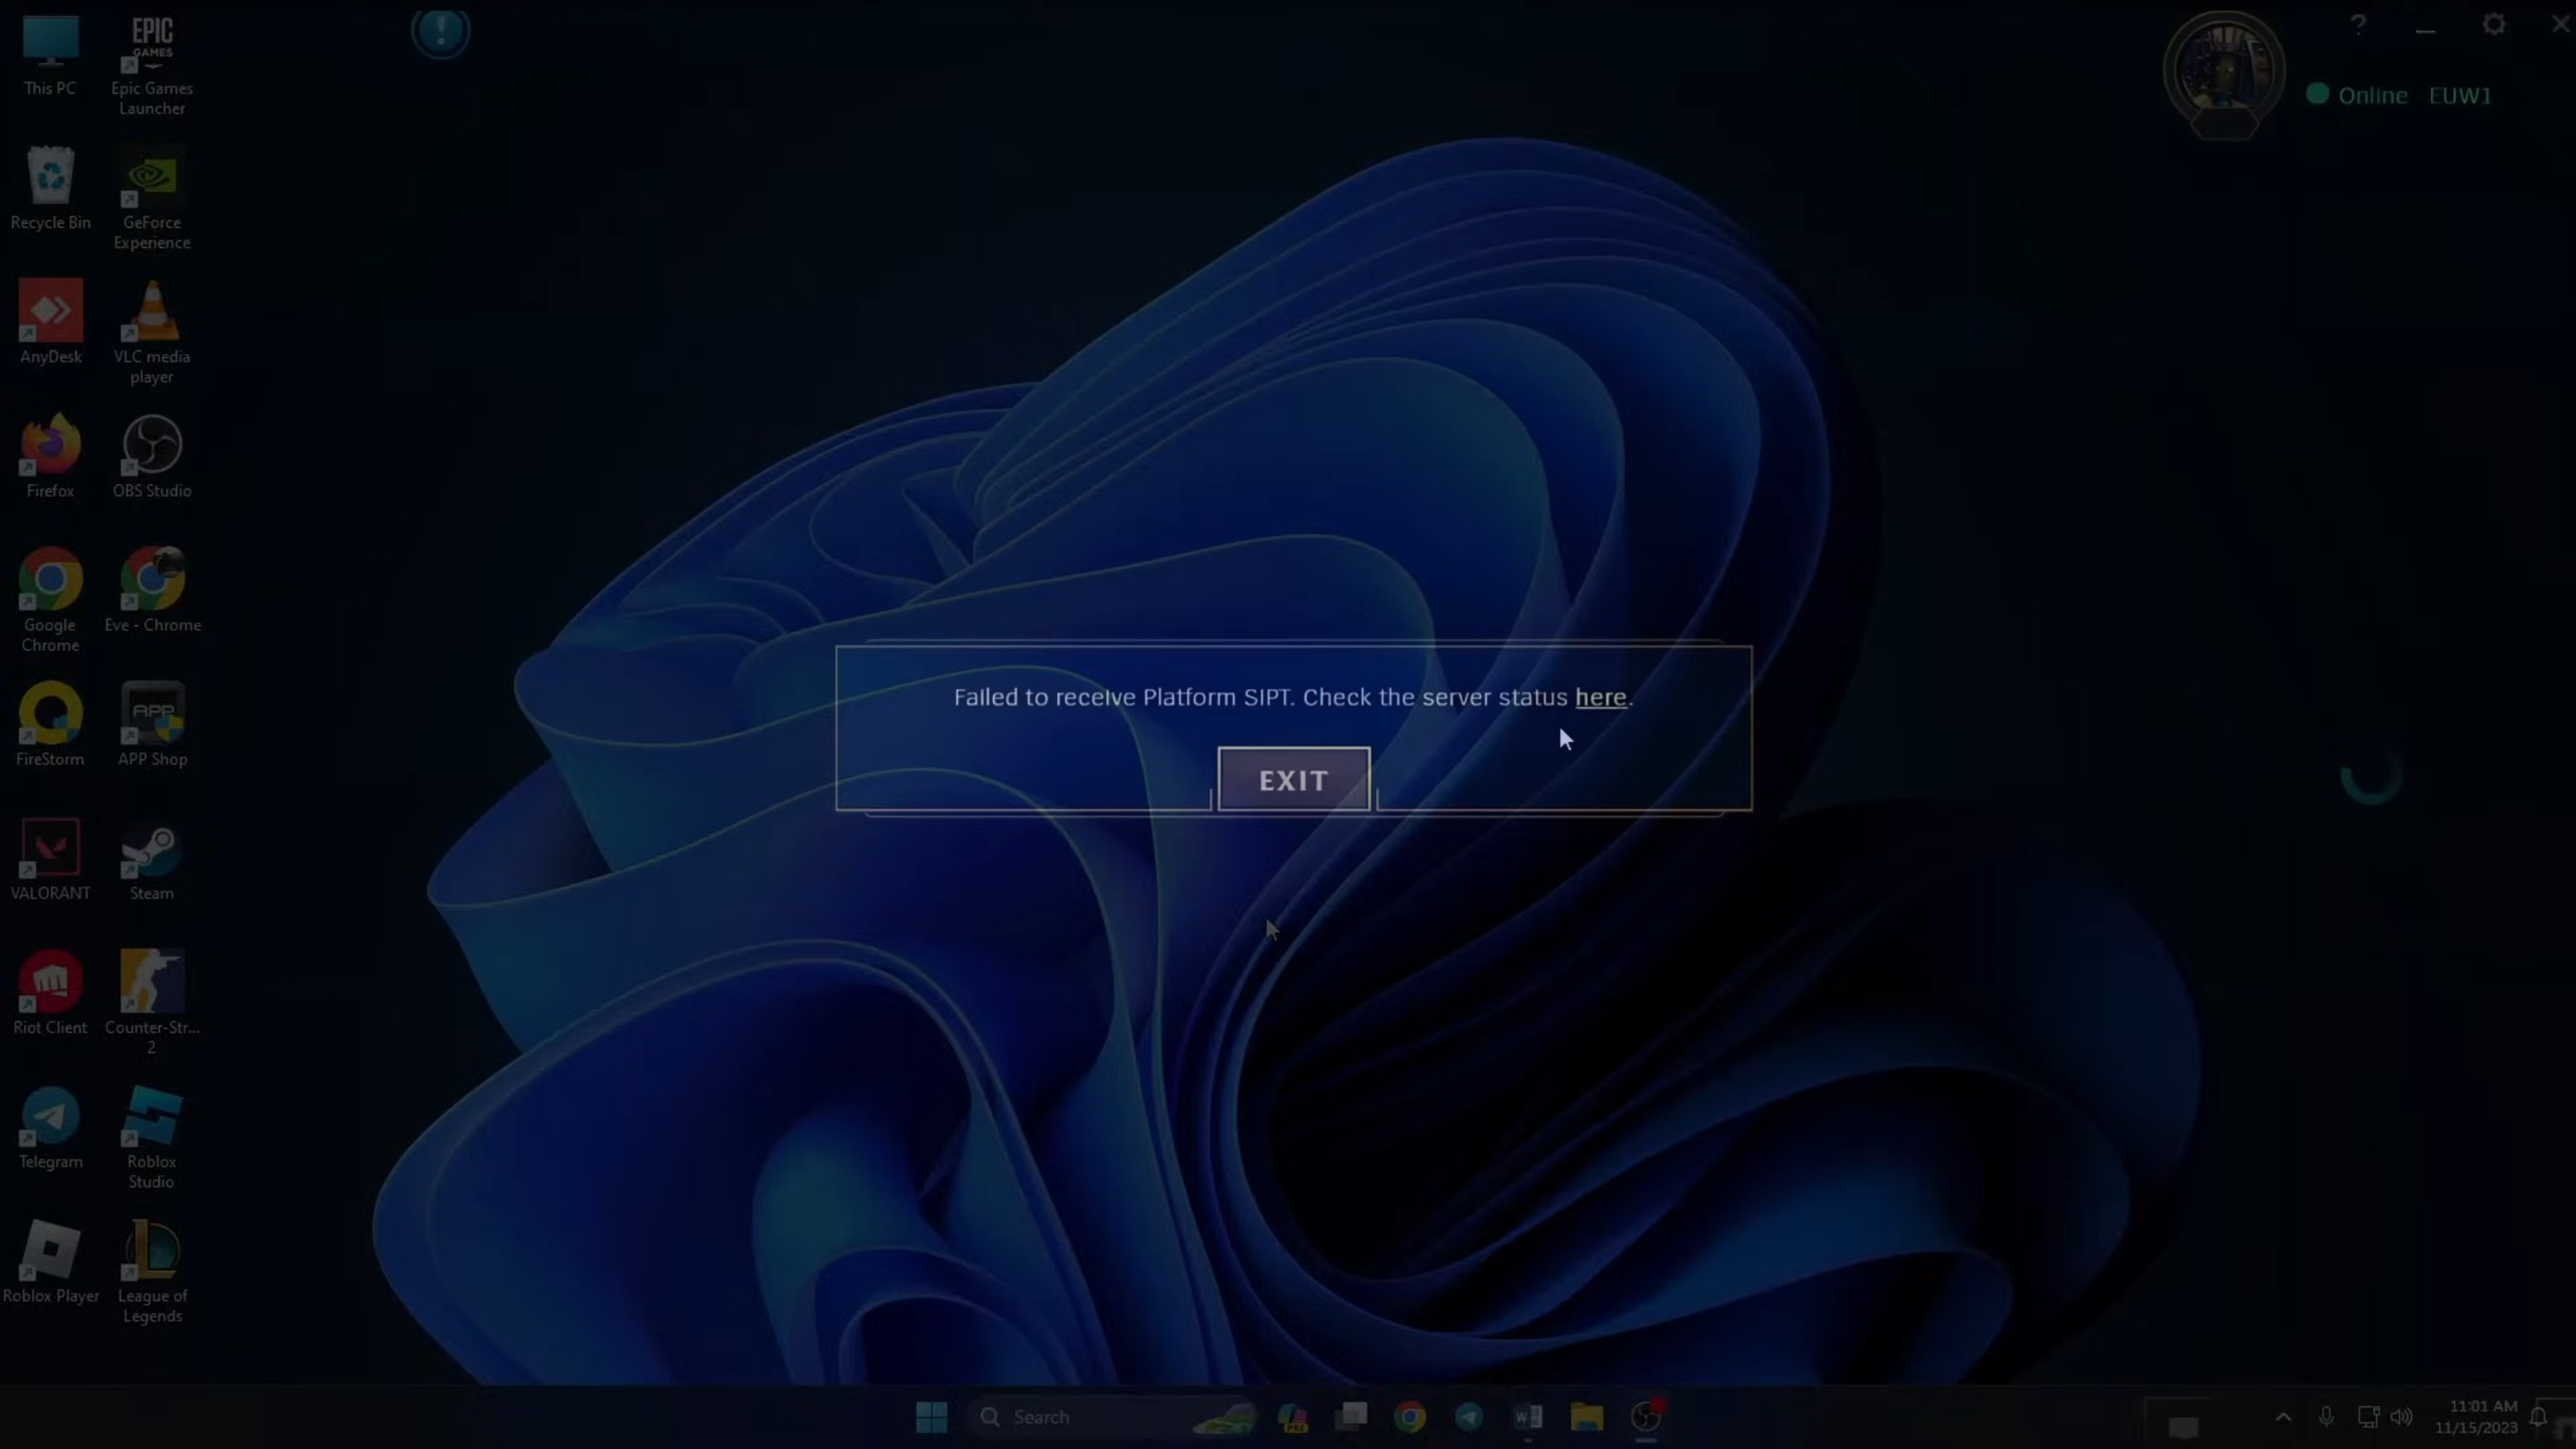 This PC
EPIC
GAMES
Epic Games
Launcher
Recycle Bin
GeForce
Experience
AnyDesk
VLC media
player
Firefox
OBS Studio
Google
Chrome
Eve - Chrome
FireStorm
APP
APP Shop
VALORANT
Steam
Riot Client
Counter-Str...
2
Telegram
Roblox
Studio
Roblox Player
League of
Legends
Online
EUW1
Failed to receive Platform SIPT. Check the server status here.
EXIT
Search
PRE
W
11:01 AM
11/15/2023